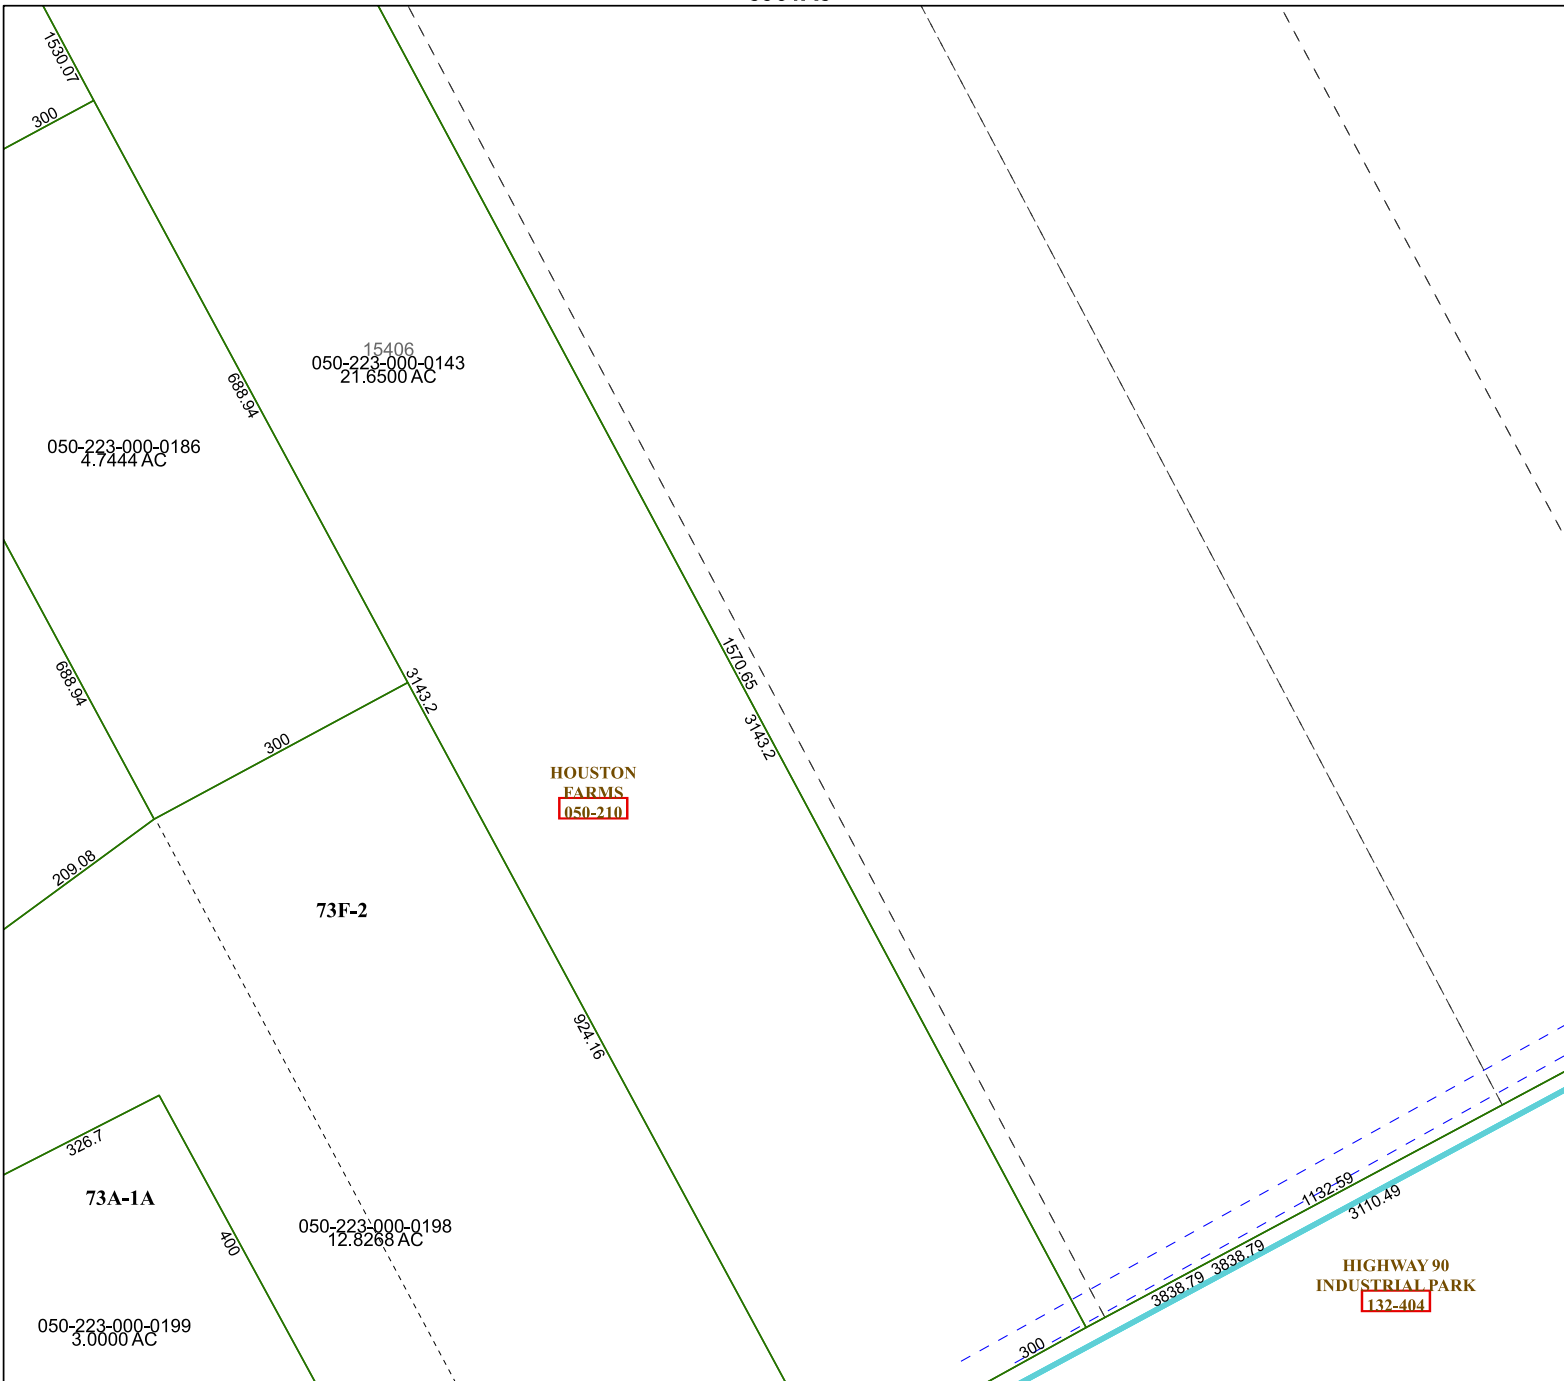 1530.07
300
15406
050-223-000-0143
21.6500 AC
688.94
050-223-000-0186
4.7444 AC
688.94
3143.2
1570.65
3143.2
300
HOUSTON
FARMS
050-210
209.08
73F-2
924.16
326.7
73A-1A
400
050-223-000-0198
12.8268 AC
1132.59
3110.49
3838.79
3838.79
HIGHWAY 90
INDUSTRIAL PARK
132-404
050-223-000-0199
3.0000 AC
300